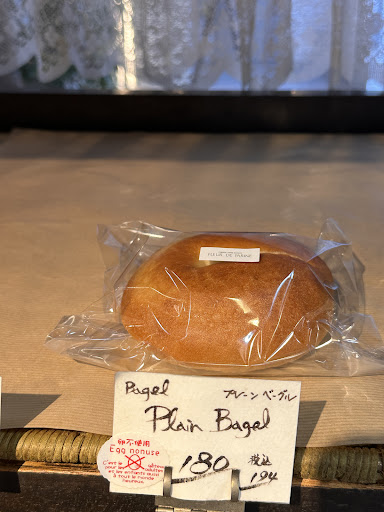 FLEUR DE FARINE
Bagel プレーンベーグル
Plain Bagel
卵不使用
Egg nonuse
180 税込 194